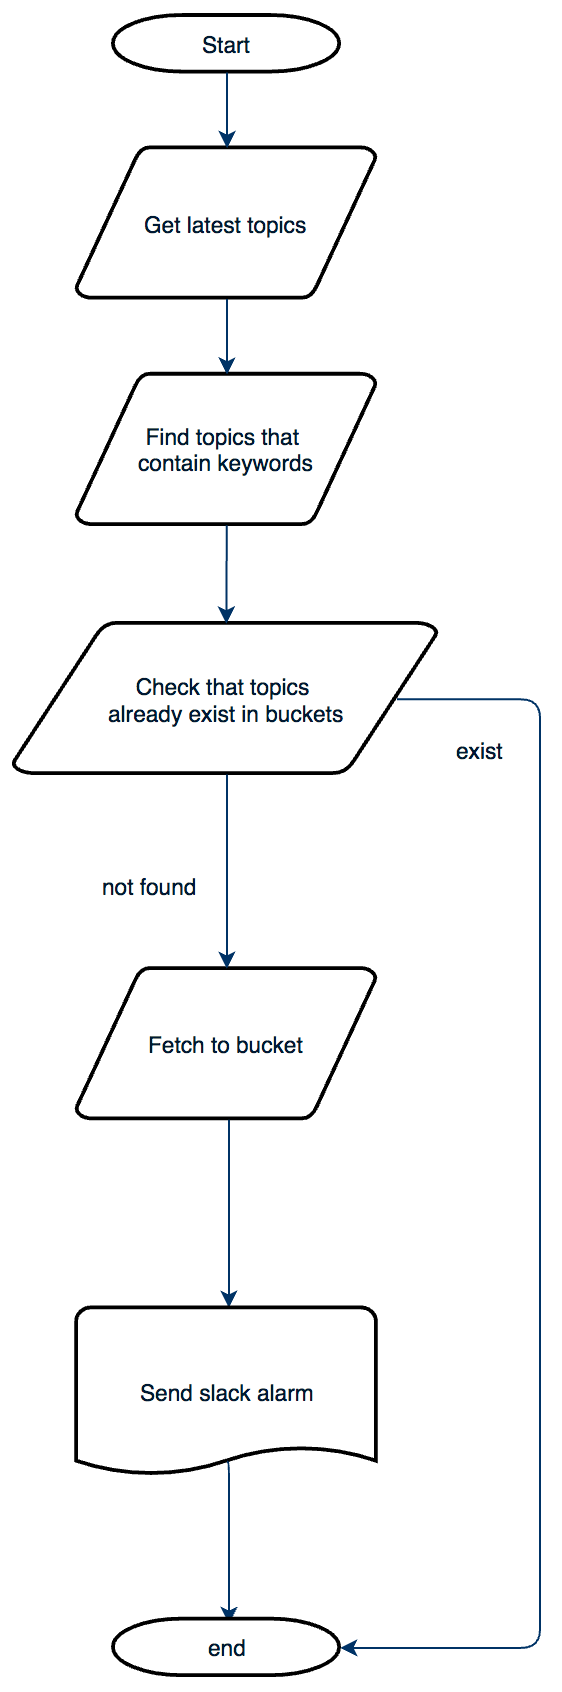 Start
Get latest topics
Find topics that
contain keywords
Check that topics
already exist in buckets
exist
not found
Fetch to bucket
Send slack alarm
end